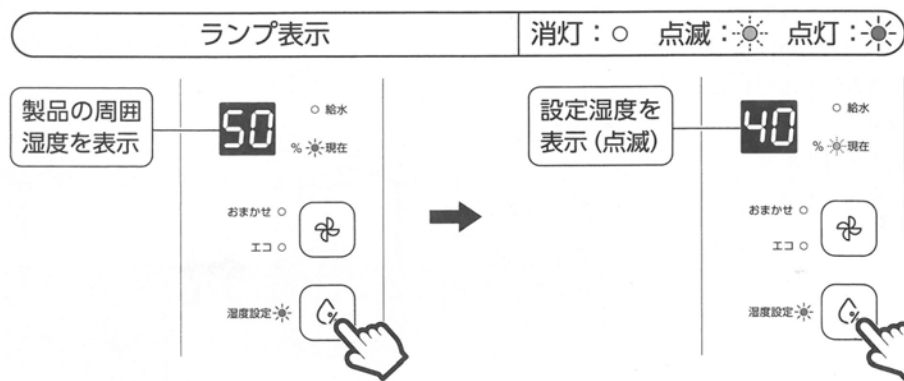 ランプ表示
消灯：○ 点滅： 点灯：
製品の周囲
湿度を表示
50
○ 給水
% 現在
おまかせ ○
エコ ○
湿度設定
設定湿度を
表示（点滅）
40
○ 給水
% 現在
おまかせ ○
エコ ○
湿度設定